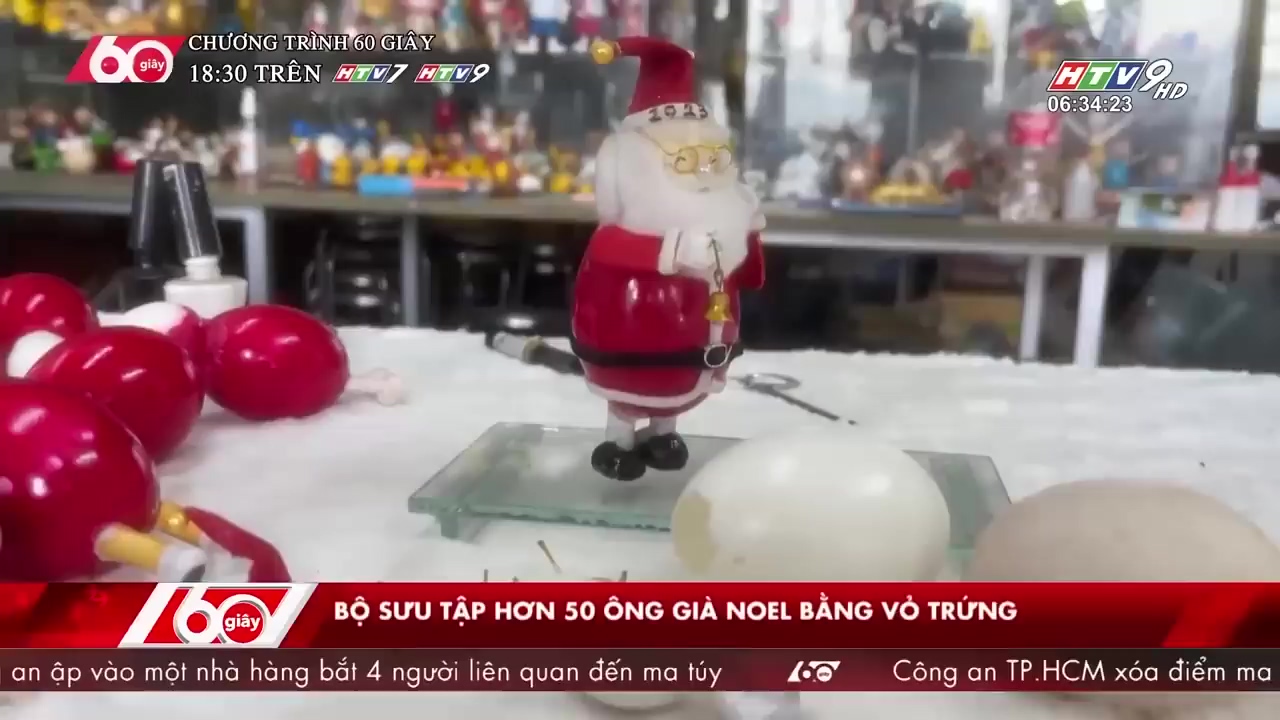 60 giây
CHƯƠNG TRÌNH 60 GIÂY
18:30 TRÊN HTV7 HTV9
HTV9 HD
06:34:23
2023
60 giây
BỘ SƯU TẬP HƠN 50 ÔNG GIÀ NOEL BẰNG VỎ TRỨNG
an ập vào một nhà hàng bắt 4 người liên quan đến ma túy
60 giây
Công an TP.HCM xóa điểm ma